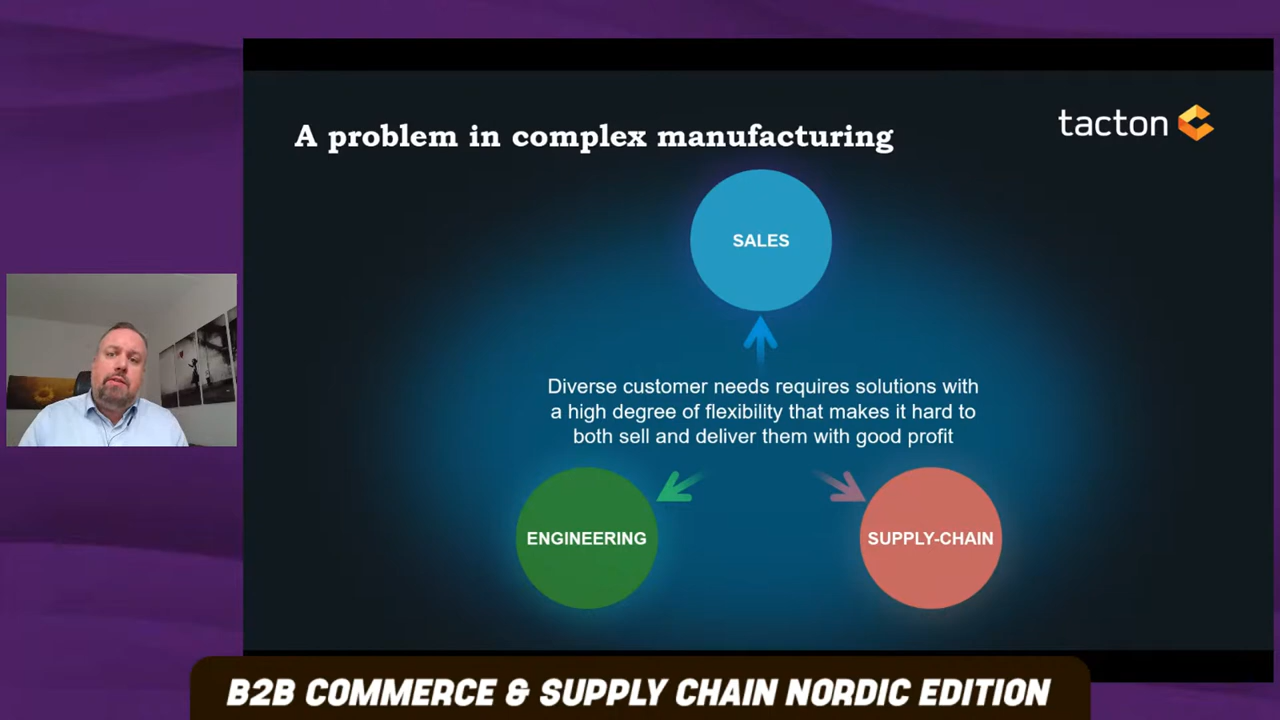 A problem in complex manufacturing
tacton
SALES
Diverse customer needs requires solutions with
a high degree of flexibility that makes it hard to
both sell and deliver them with good profit
ENGINEERING
SUPPLY-CHAIN
B2B COMMERCE & SUPPLY CHAIN NORDIC EDITION